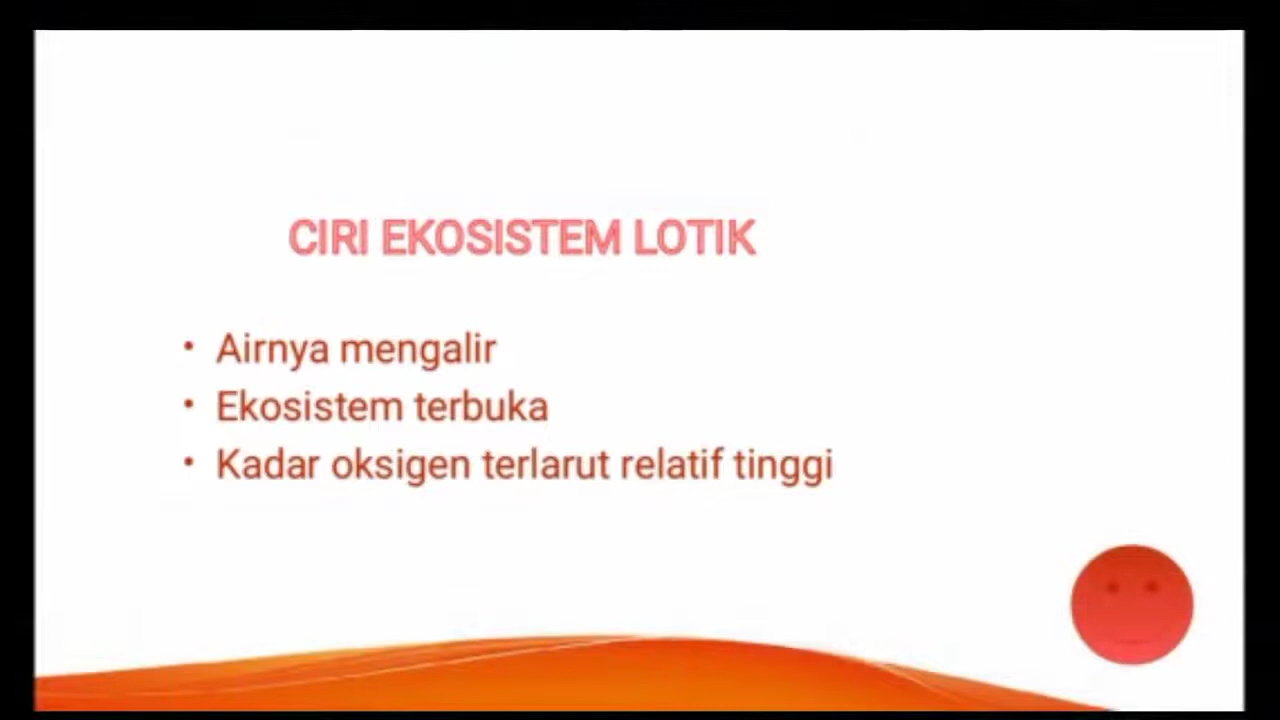 CIRI EKOSISTEM LOTIK
• Airnya mengalir
• Ekosistem terbuka
• Kadar oksigen terlarut relatif tinggi